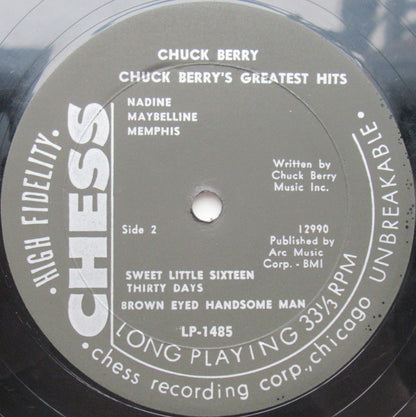 CHUCK BERRY
CHUCK BERRY'S GREATEST HITS
NADINE
MAYBELLINE
MEMPHIS
Written by
Chuck Berry
Music Inc.
Side 2
12990
Published by
Arc Music
Corp. - BMI
SWEET LITTLE SIXTEEN
THIRTY DAYS
BROWN EYED HANDSOME MAN
LP-1485
• HIGH FIDELITY •
CHESS
LONG PLAYING 33 1/3 RPM
• chess recording corp., chicago UNBREAKABLE •